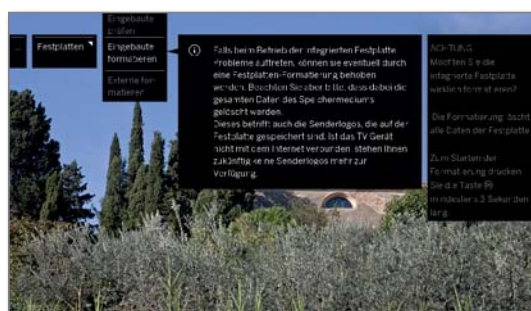 Eingebaute
prüfen
Festplatten
Eingebaute
formatieren
Externe for-
matieren
Falls beim Betrieb der integrierten Festplatte
Probleme auftreten, können sie eventuell durch
eine Festplatten-Formatierung behoben
werden. Beachten Sie aber bitte, dass dabei die
gesamten Daten des Speichermediums
gelöscht werden.
Dieses betrifft auch die Senderlogos, die auf der
Festplatte gespeichert sind. Ist das TV Gerät
nicht mit dem Internet verbunden, stehen Ihnen
zukünftig keine Senderlogos mehr zur
Verfügung.
ACHTUNG
Möchten Sie die
integrierte Festplatte
wirklich formatieren?
Die Formatierung löscht
alle Daten der Festplatte.
Zum Starten der
Formatierung drücken
Sie die Taste
mindestens 3 Sekunden
lang.